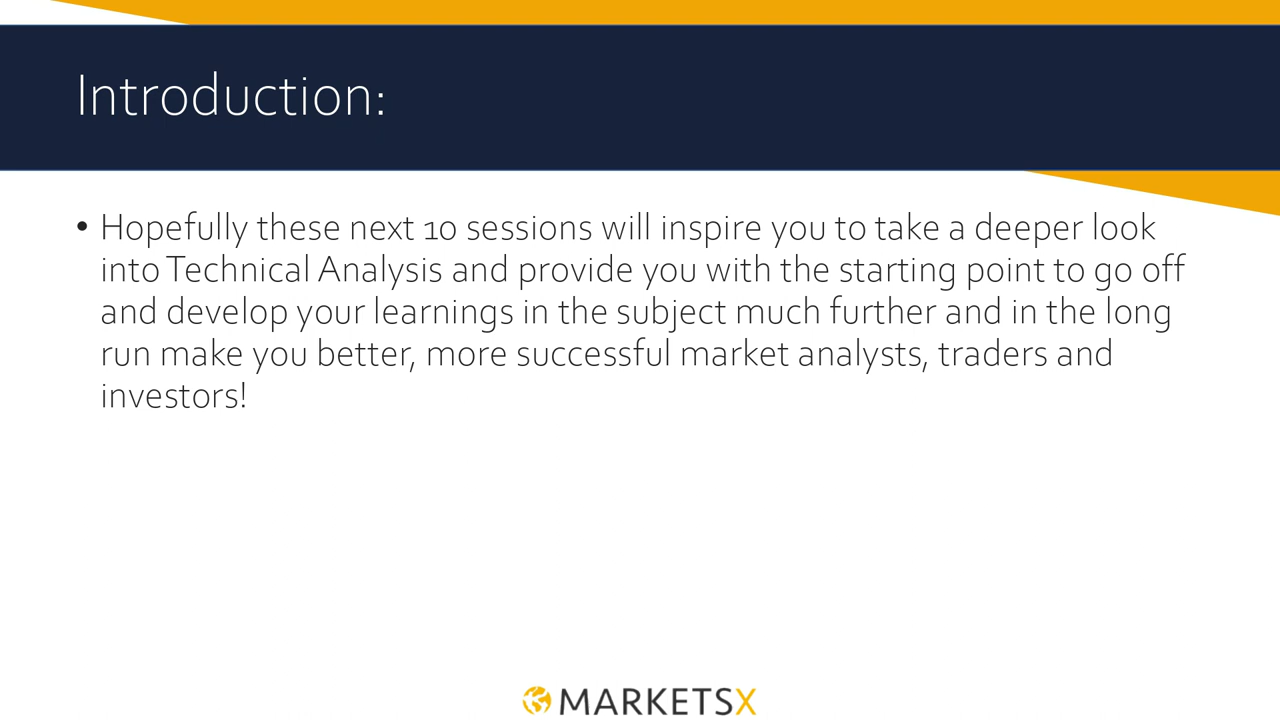 Introduction:
• Hopefully these next 10 sessions will inspire you to take a deeper look
into Technical Analysis and provide you with the starting point to go off
and develop your learnings in the subject much further and in the long
run make you better, more successful market analysts, traders and
investors!
MARKETSX